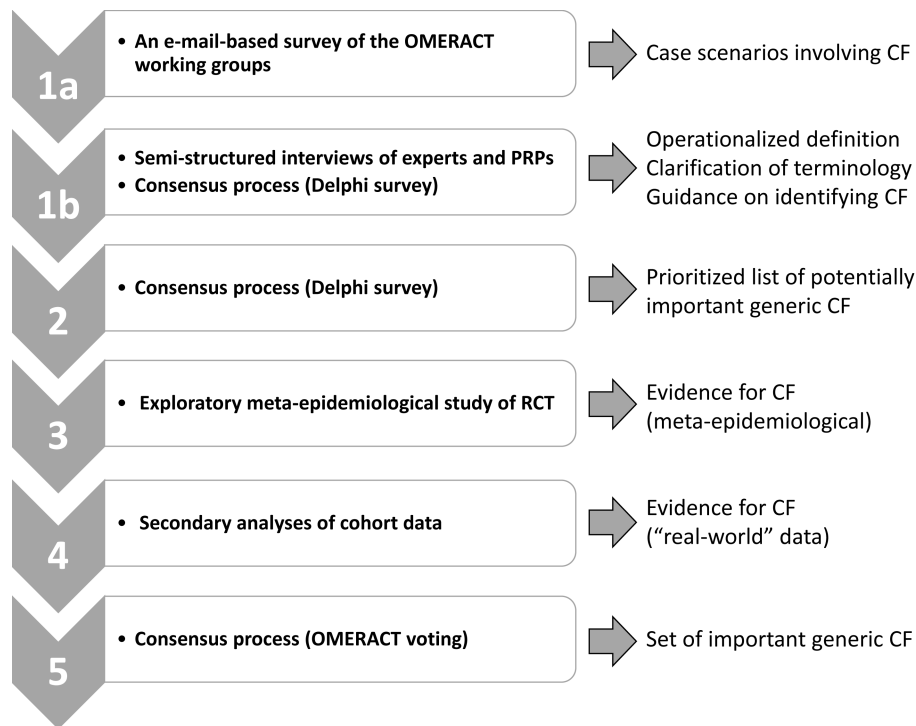 1a
• An e-mail-based survey of the OMERACT
working groups
Case scenarios involving CF
1b
• Semi-structured interviews of experts and PRPs
• Consensus process (Delphi survey)
Operationalized definition
Clarification of terminology
Guidance on identifying CF
2
• Consensus process (Delphi survey)
Prioritized list of potentially
important generic CF
3
• Exploratory meta-epidemiological study of RCT
Evidence for CF
(meta-epidemiological)
4
• Secondary analyses of cohort data
Evidence for CF
(“real-world” data)
5
• Consensus process (OMERACT voting)
Set of important generic CF